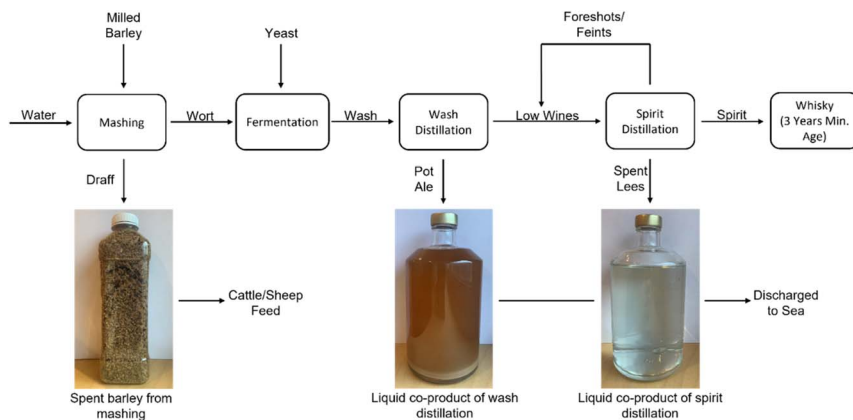 Milled
Barley
Yeast
Foreshots/
Feints
Water
Mashing
Wort
Fermentation
Wash
Wash
Distillation
Low Wines
Spirit
Distillation
Spirit
Whisky
(3 Years Min.
Age)
Draff
Pot
Ale
Spent
Lees
Cattle/Sheep
Feed
Discharged
to Sea
Spent barley from
mashing
Liquid co-product of wash
distillation
Liquid co-product of spirit
distillation